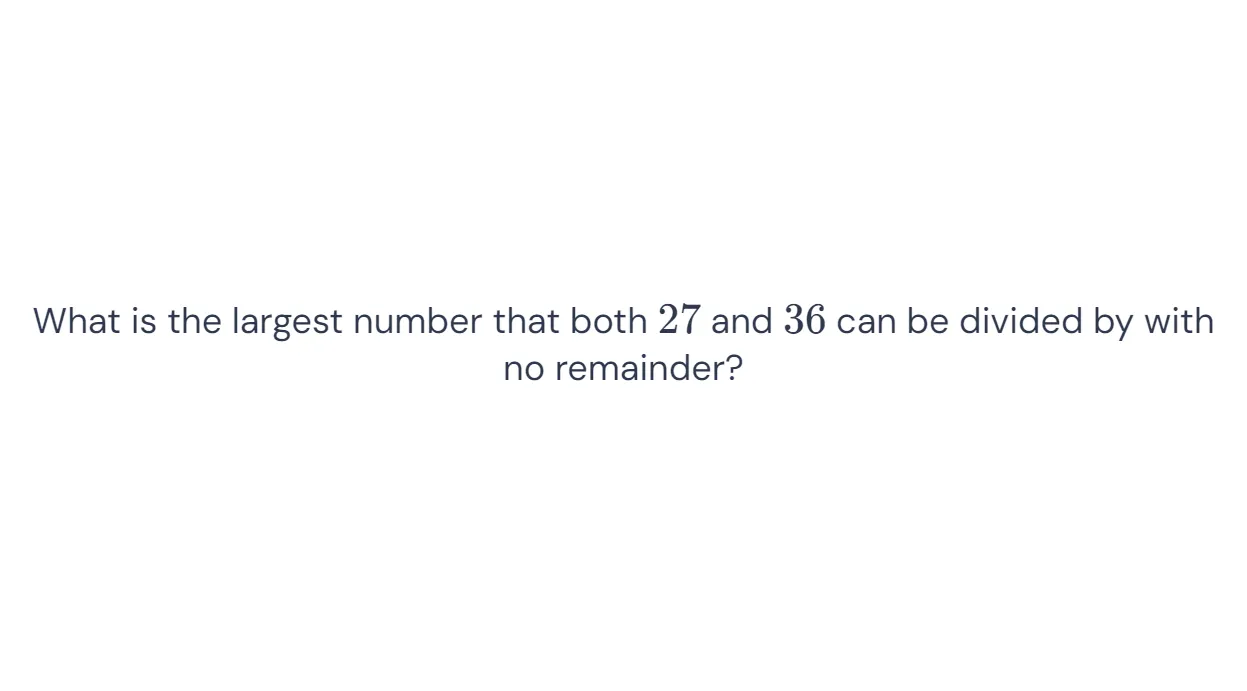 What is the largest number that both 27 and 36 can be divided by with
no remainder?